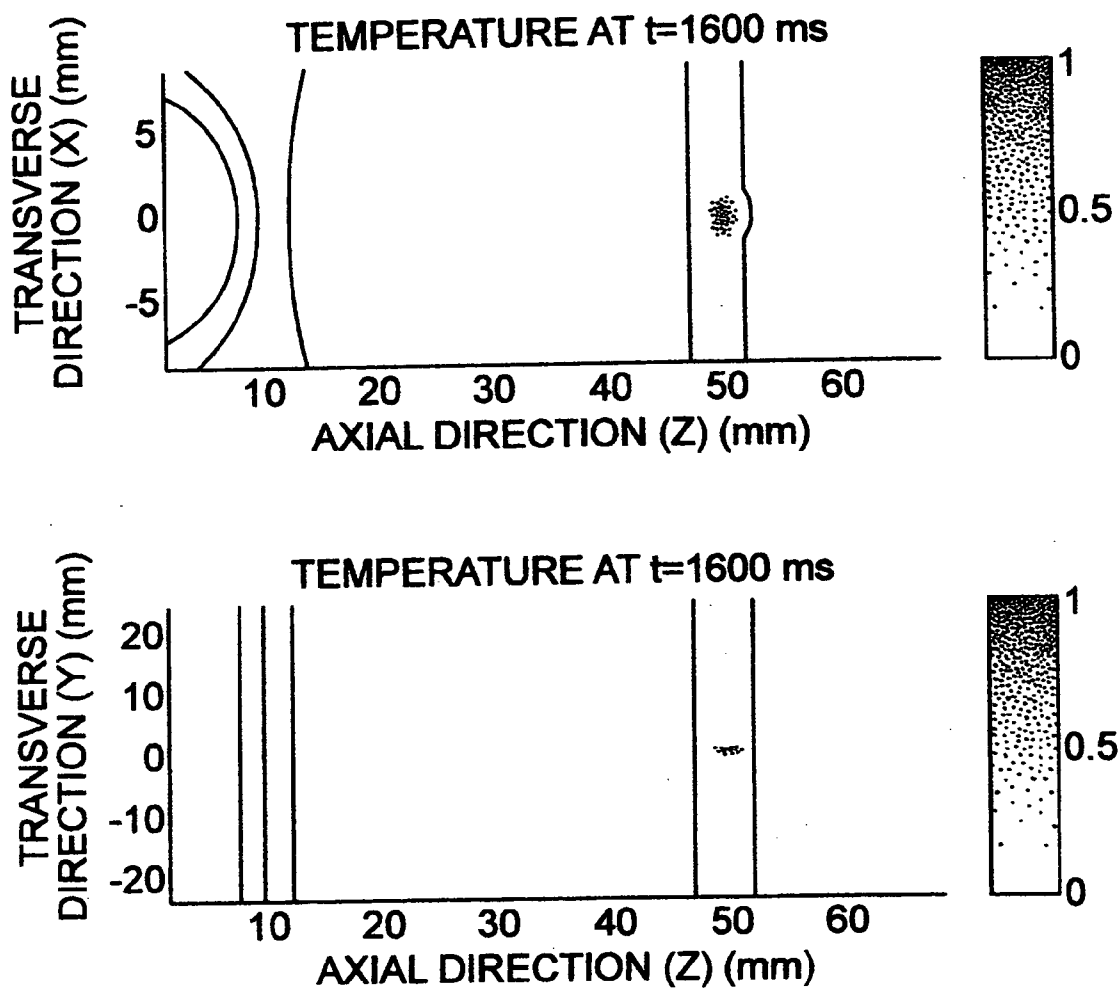 TEMPERATURE AT t=1600 ms
TRANSVERSE
DIRECTION (X) (mm)
5
0
-5
10 20 30 40 50 60
AXIAL DIRECTION (Z) (mm)
1
0.5
0
TEMPERATURE AT t=1600 ms
TRANSVERSE
DIRECTION (Y) (mm)
20
10
0
-10
-20
10 20 30 40 50 60
AXIAL DIRECTION (Z) (mm)
1
0.5
0